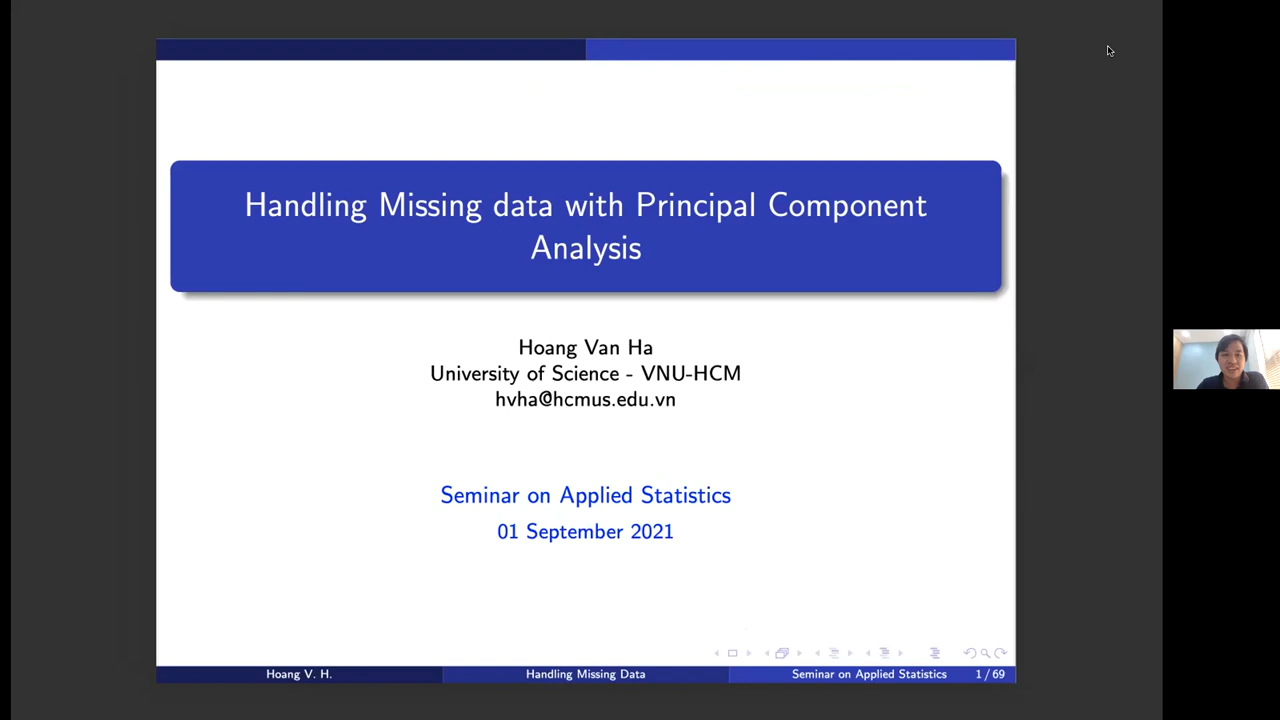 Handling Missing data with Principal Component
Analysis
Hoang Van Ha
University of Science - VNU-HCM
hvha@hcmus.edu.vn
Seminar on Applied Statistics
01 September 2021
Hoang V. H.
Handling Missing Data
Seminar on Applied Statistics
1 / 69